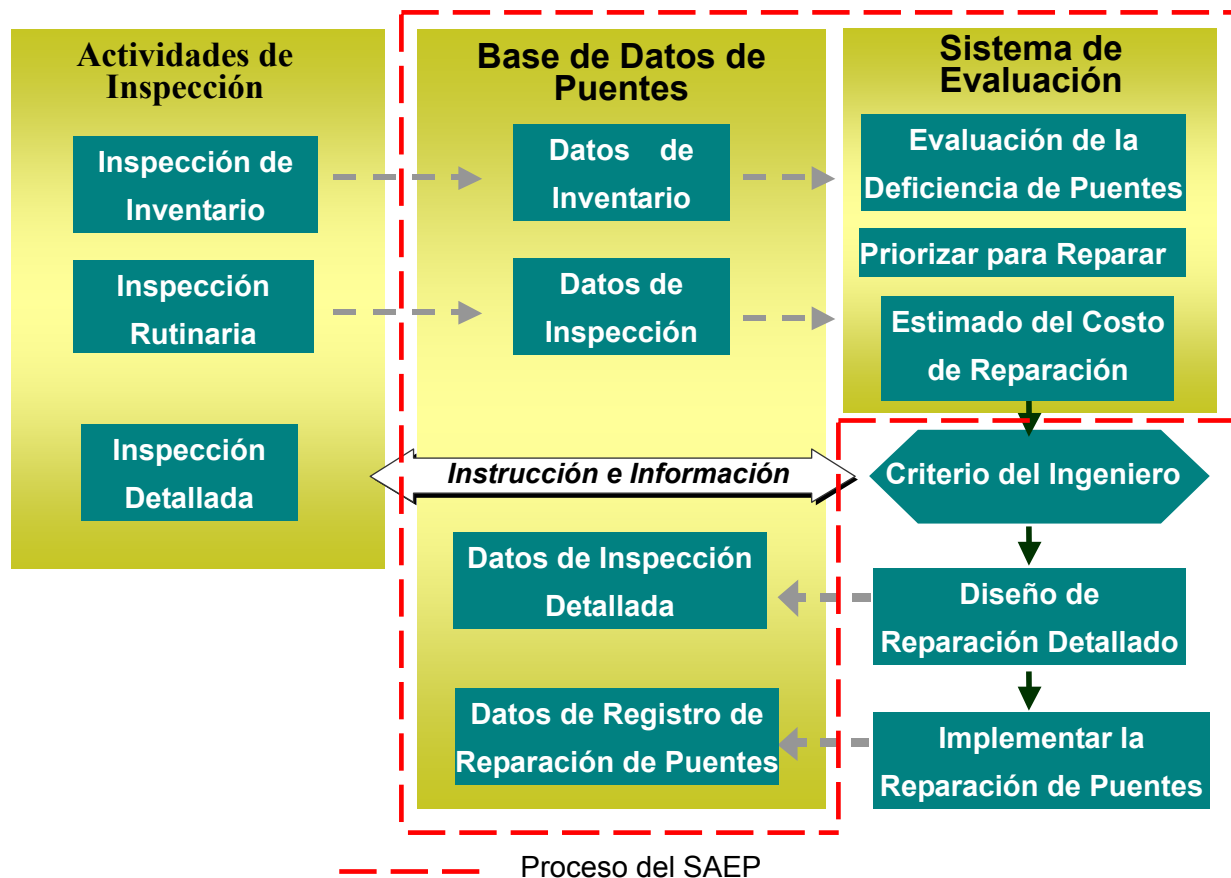 Actividades de
Inspección
Inspección de
Inventario
Inspección
Rutinaria
Inspección
Detallada
Base de Datos de
Puentes
Datos de
Inventario
Datos de
Inspección
Instrucción e Información
Datos de Inspección
Detallada
Datos de Registro de
Reparación de Puentes
Sistema de
Evaluación
Evaluación de la
Deficiencia de Puentes
Priorizar para Reparar
Estimado del Costo
de Reparación
Criterio del Ingeniero
Diseño de
Reparación Detallado
Implementar la
Reparación de Puentes
Proceso del SAEP